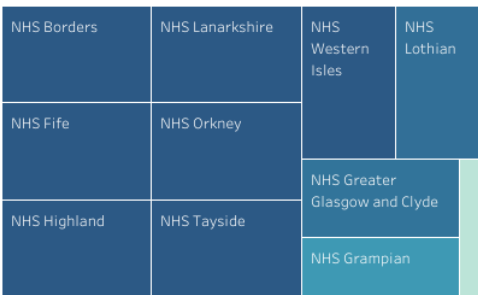 NHS Borders
NHS Lanarkshire
NHS
Western
Isles
NHS
Lothian
NHS Fife
NHS Orkney
NHS Greater
Glasgow and Clyde
NHS Highland
NHS Tayside
NHS Grampian